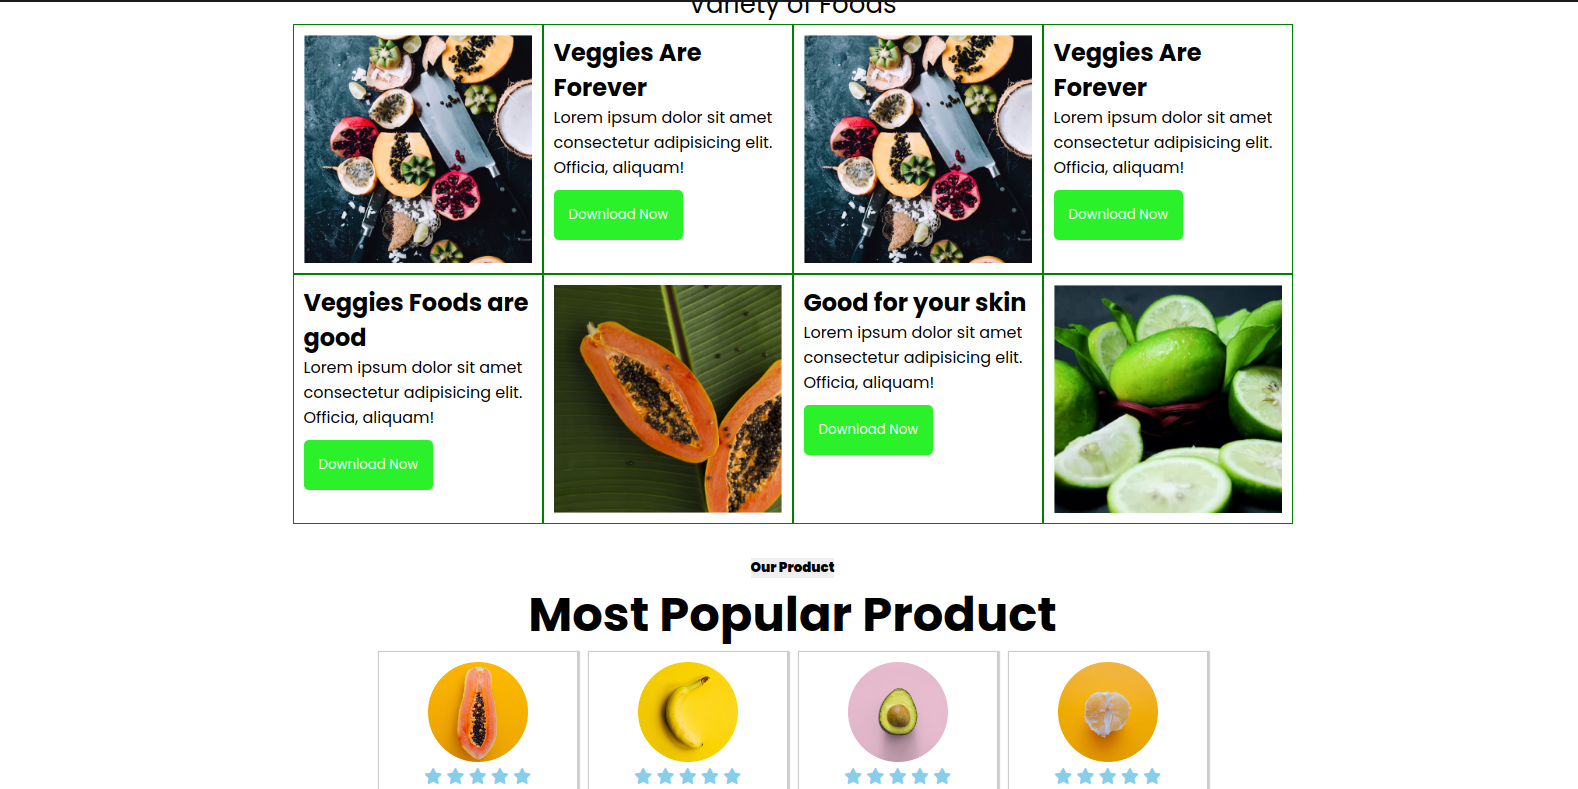 Variety of Foods
Veggies Are
Forever
Lorem ipsum dolor sit amet
consectetur adipisicing elit.
Officia, aliquam!
Download Now
Veggies Are
Forever
Lorem ipsum dolor sit amet
consectetur adipisicing elit.
Officia, aliquam!
Download Now
Veggies Foods are
good
Lorem ipsum dolor sit amet
consectetur adipisicing elit.
Officia, aliquam!
Download Now
Good for your skin
Lorem ipsum dolor sit amet
consectetur adipisicing elit.
Officia, aliquam!
Download Now
Our Product
Most Popular Product